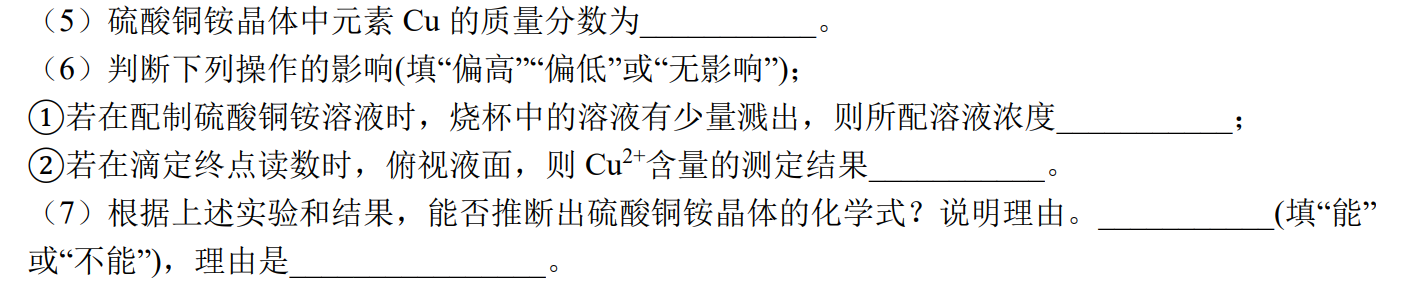 （5）硫酸铜铵晶体中元素 Cu 的质量分数为___________。
（6）判断下列操作的影响(填“偏高”“偏低”或“无影响”)；
①若在配制硫酸铜铵溶液时，烧杯中的溶液有少量溅出，则所配溶液浓度___________；
②若在滴定终点读数时，俯视液面，则 Cu²⁺含量的测定结果___________。
（7）根据上述实验和结果，能否推断出硫酸铜铵晶体的化学式？说明理由。___________(填“能”
或“不能”)，理由是________________。